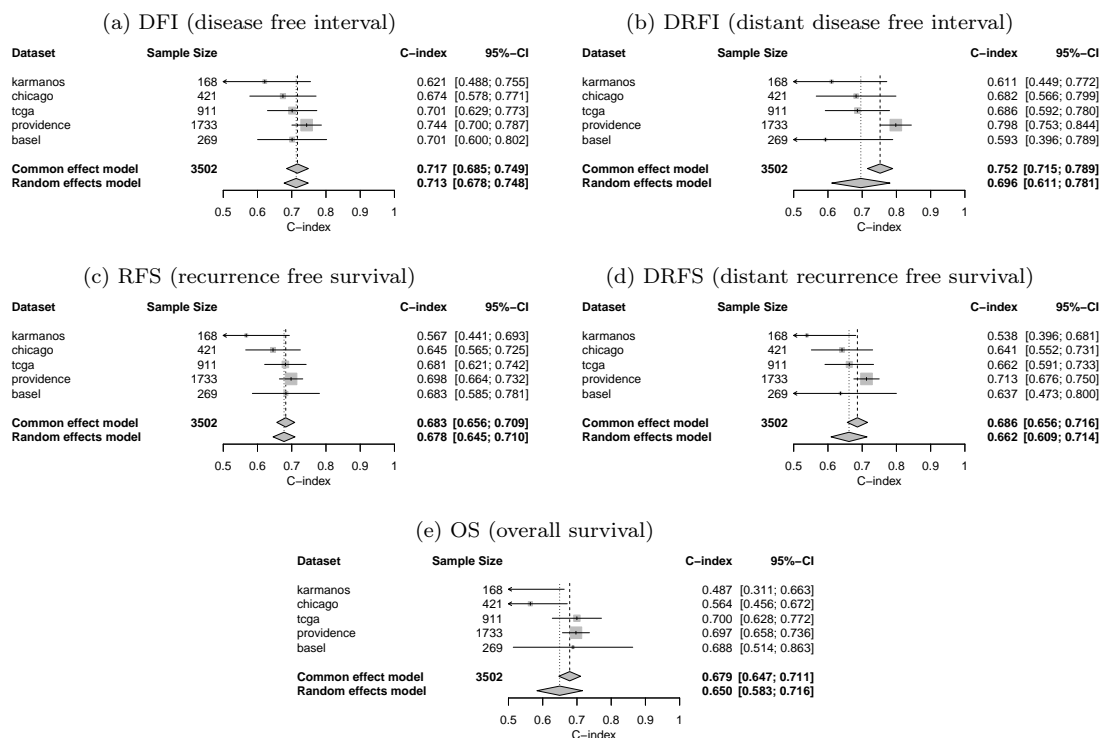 (a) DFI (disease free interval)
Dataset Sample Size C−index 95%−CI
karmanos 168 0.621 [0.488; 0.755]
chicago 421 0.674 [0.578; 0.771]
tcga 911 0.701 [0.629; 0.773]
providence 1733 0.744 [0.700; 0.787]
basel 269 0.701 [0.600; 0.802]
Common effect model 3502 0.717 [0.685; 0.749]
Random effects model 0.713 [0.678; 0.748]
0.5 0.6 0.7 0.8 0.9 1
C−index
(b) DRFI (distant disease free interval)
Dataset Sample Size C−index 95%−CI
karmanos 168 0.611 [0.449; 0.772]
chicago 421 0.682 [0.566; 0.799]
tcga 911 0.686 [0.592; 0.780]
providence 1733 0.798 [0.753; 0.844]
basel 269 0.593 [0.396; 0.789]
Common effect model 3502 0.752 [0.715; 0.789]
Random effects model 0.696 [0.611; 0.781]
0.5 0.6 0.7 0.8 0.9 1
C−index
(c) RFS (recurrence free survival)
Dataset Sample Size C−index 95%−CI
karmanos 168 0.567 [0.441; 0.693]
chicago 421 0.645 [0.565; 0.725]
tcga 911 0.681 [0.621; 0.742]
providence 1733 0.698 [0.664; 0.732]
basel 269 0.683 [0.585; 0.781]
Common effect model 3502 0.683 [0.656; 0.709]
Random effects model 0.678 [0.645; 0.710]
0.5 0.6 0.7 0.8 0.9 1
C−index
(d) DRFS (distant recurrence free survival)
Dataset Sample Size C−index 95%−CI
karmanos 168 0.538 [0.396; 0.681]
chicago 421 0.641 [0.552; 0.731]
tcga 911 0.662 [0.591; 0.733]
providence 1733 0.713 [0.676; 0.750]
basel 269 0.637 [0.473; 0.800]
Common effect model 3502 0.686 [0.656; 0.716]
Random effects model 0.662 [0.609; 0.714]
0.5 0.6 0.7 0.8 0.9 1
C−index
(e) OS (overall survival)
Dataset Sample Size C−index 95%−CI
karmanos 168 0.487 [0.311; 0.663]
chicago 421 0.564 [0.456; 0.672]
tcga 911 0.700 [0.628; 0.772]
providence 1733 0.697 [0.658; 0.736]
basel 269 0.688 [0.514; 0.863]
Common effect model 3502 0.679 [0.647; 0.711]
Random effects model 0.650 [0.583; 0.716]
0.5 0.6 0.7 0.8 0.9 1
C−index